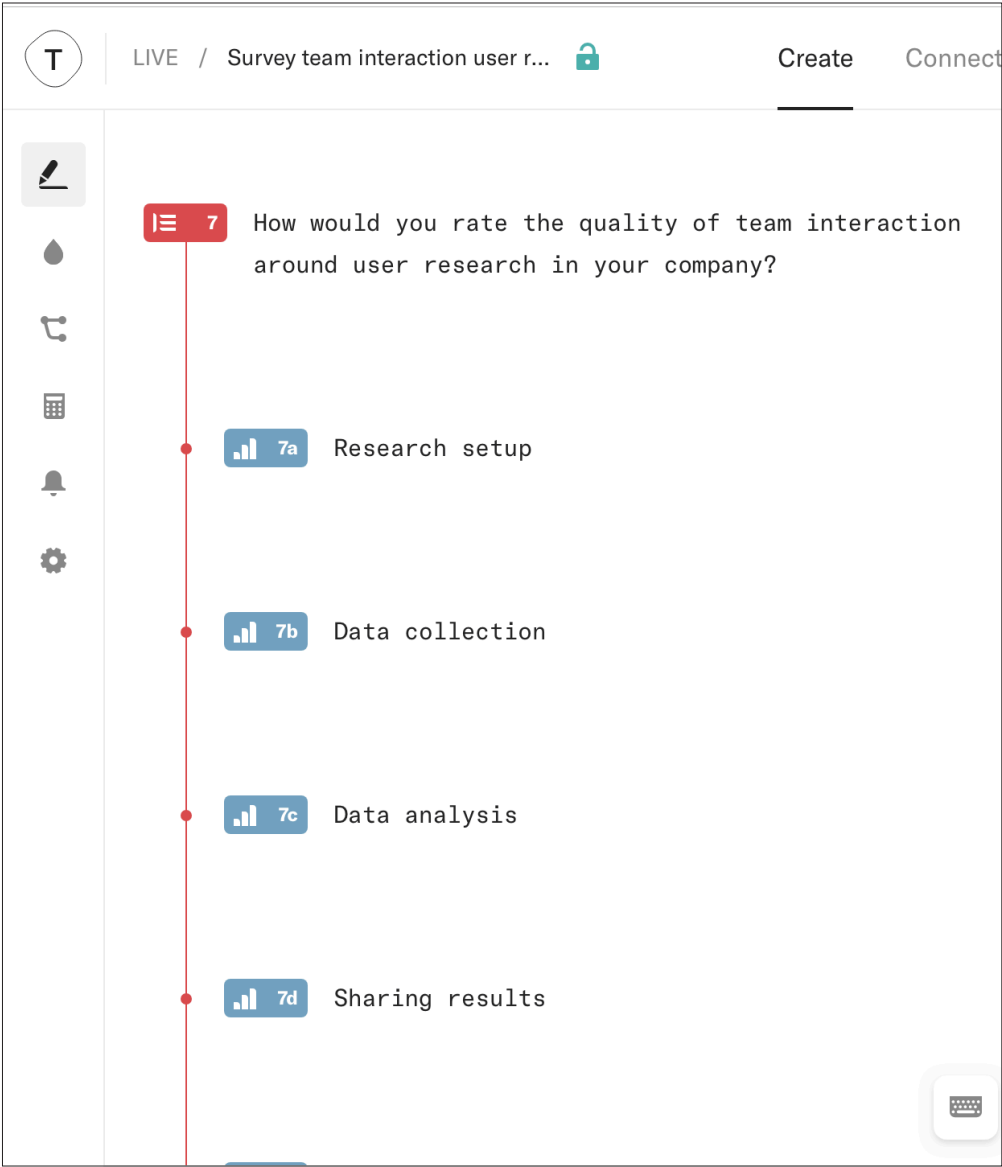 T
LIVE / Survey team interaction user r...
Create
Connect
7 How would you rate the quality of team interaction
around user research in your company?
7a Research setup
7b Data collection
7c Data analysis
7d Sharing results